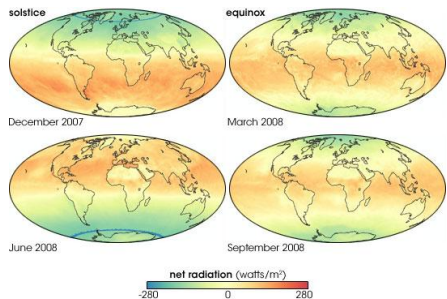 solstice
equinox
December 2007
March 2008
June 2008
September 2008
net radiation (watts/m²)
-280 0 280